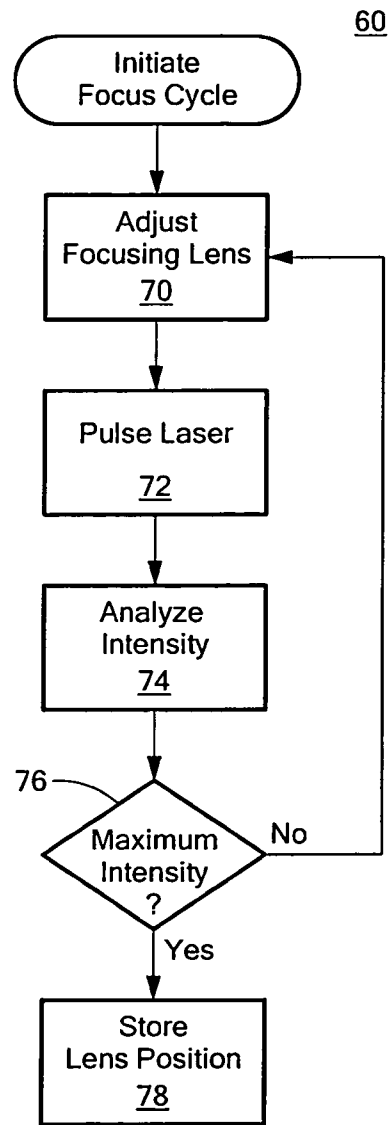 60
Initiate
Focus Cycle
Adjust
Focusing Lens
70
Pulse Laser
72
Analyze
Intensity
74
76
Maximum
Intensity
?
No
Yes
Store
Lens Position
78